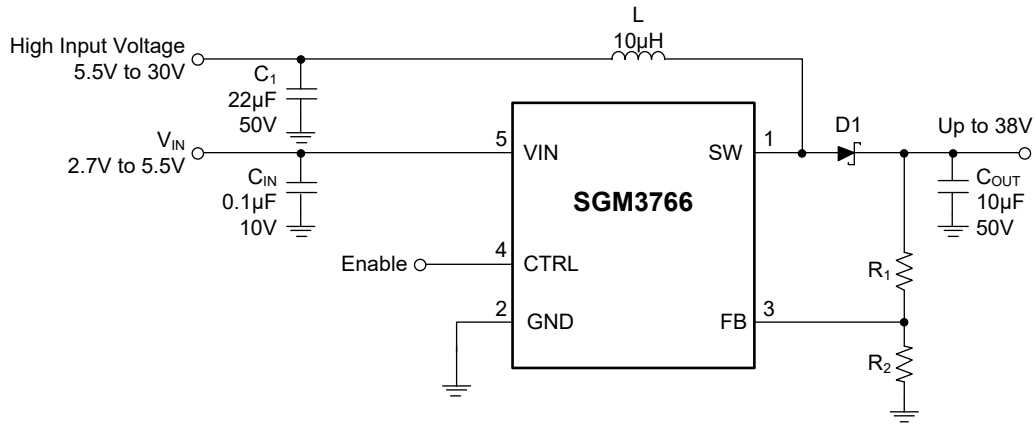 L
10μH
High Input Voltage
5.5V to 30V
C1
22μF
50V
VIN
2.7V to 5.5V
CIN
0.1μF
10V
5
VIN
SW
1
D1
Up to 38V
COUT
10μF
50V
SGM3766
Enable
4
CTRL
R1
2
GND
FB
3
R2